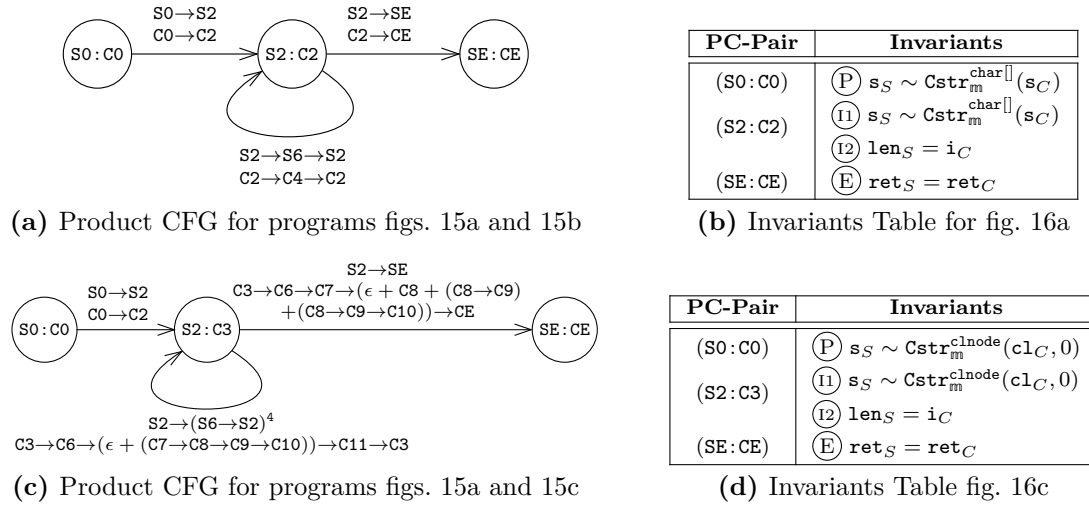 S0→S2
C0→C2
S2→SE
C2→CE
S0:C0
S2:C2
SE:CE
S2→S6→S2
C2→C4→C2
(a) Product CFG for programs figs. 15a and 15b
PC-Pair Invariants
(S0:C0) Ⓟ s_S ∼ Cstr_𝕞^{char[]}(s_C)
(S2:C2) (I1) s_S ∼ Cstr_𝕞^{char[]}(s_C)
(I2) len_S = i_C
(SE:CE) Ⓔ ret_S = ret_C
(b) Invariants Table for fig. 16a
S0→S2
C0→C2
S2→SE
C3→C6→C7→(ϵ + C8 + (C8→C9)
+(C8→C9→C10))→CE
S0:C0
S2:C3
SE:CE
S2→(S6→S2)^4
C3→C6→(ϵ + (C7→C8→C9→C10))→C11→C3
(c) Product CFG for programs figs. 15a and 15c
PC-Pair Invariants
(S0:C0) Ⓟ s_S ∼ Cstr_𝕞^{clnode}(cl_C, 0)
(S2:C3) (I1) s_S ∼ Cstr_𝕞^{clnode}(cl_C, 0)
(I2) len_S = i_C
(SE:CE) Ⓔ ret_S = ret_C
(d) Invariants Table fig. 16c